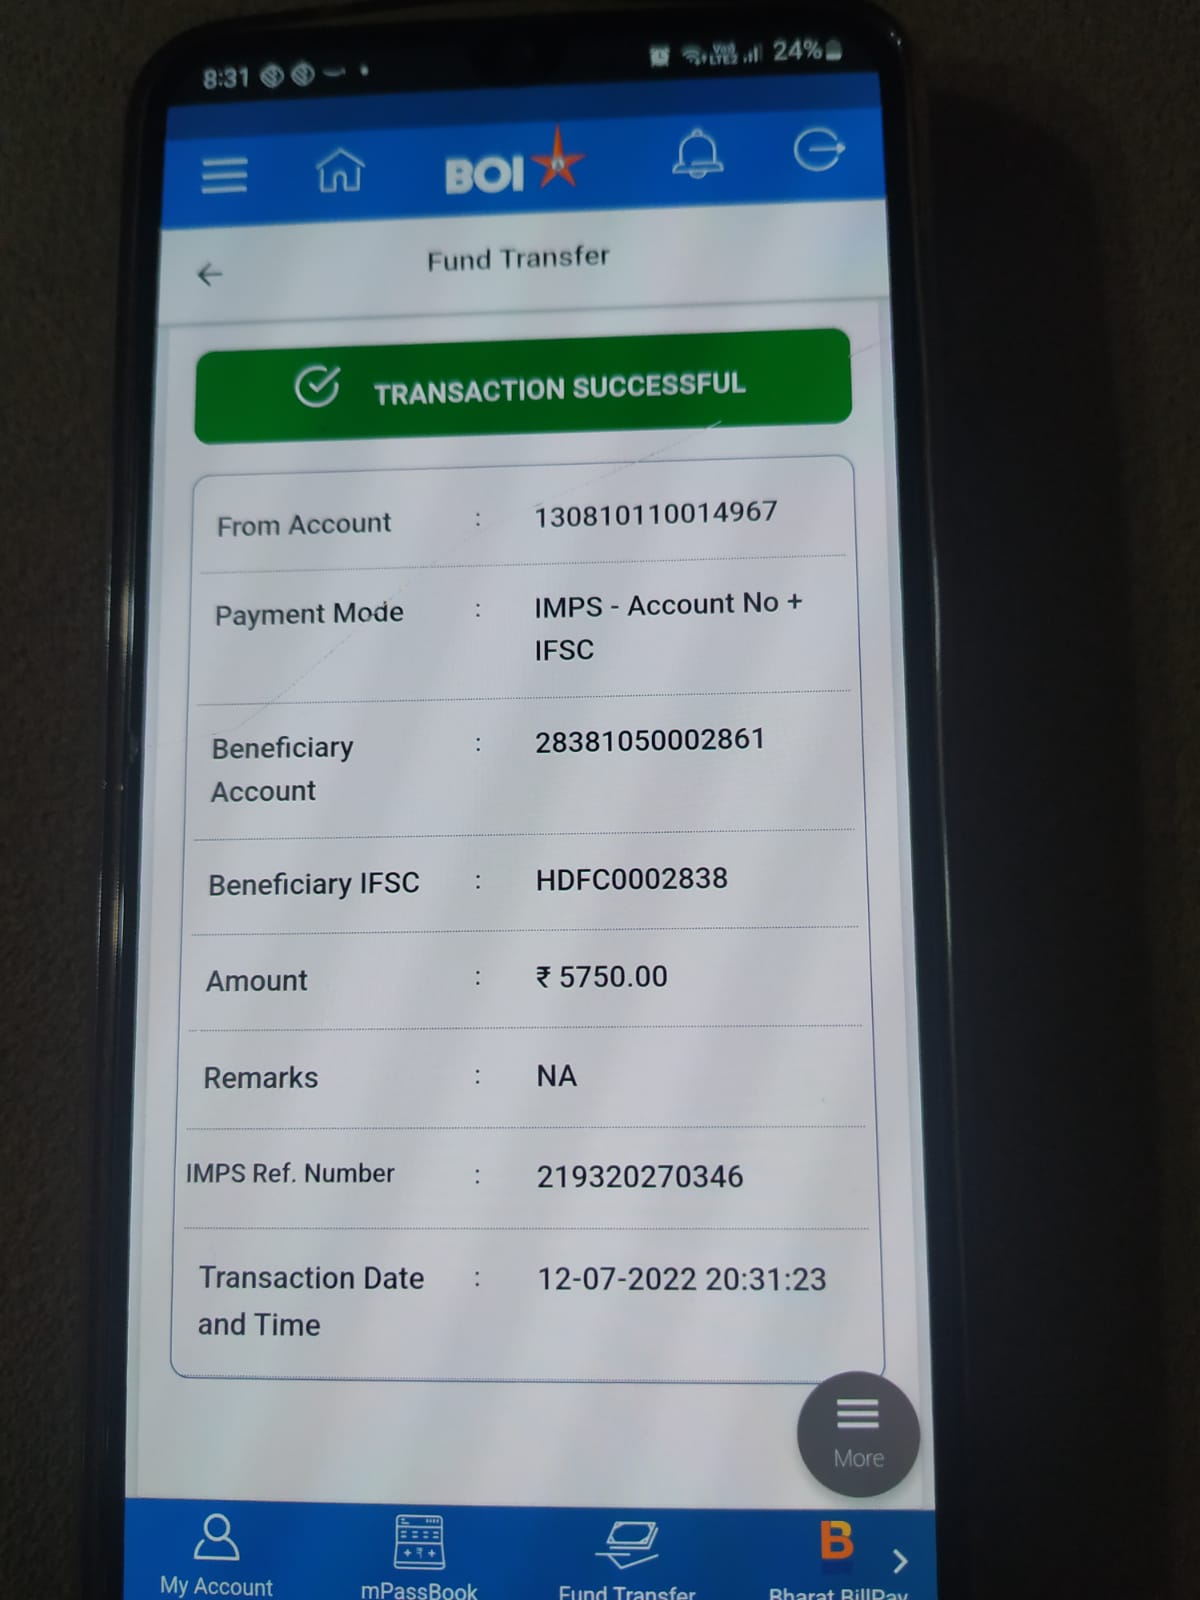 8:31 24%
BOI
Fund Transfer
TRANSACTION SUCCESSFUL
From Account : 130810110014967
Payment Mode : IMPS - Account No +
IFSC
Beneficiary : 28381050002861
Account
Beneficiary IFSC : HDFC0002838
Amount : ₹ 5750.00
Remarks : NA
IMPS Ref. Number : 219320270346
Transaction Date : 12-07-2022 20:31:23
and Time
More
My Account mPassBook Fund Transfer B Bharat BillPay